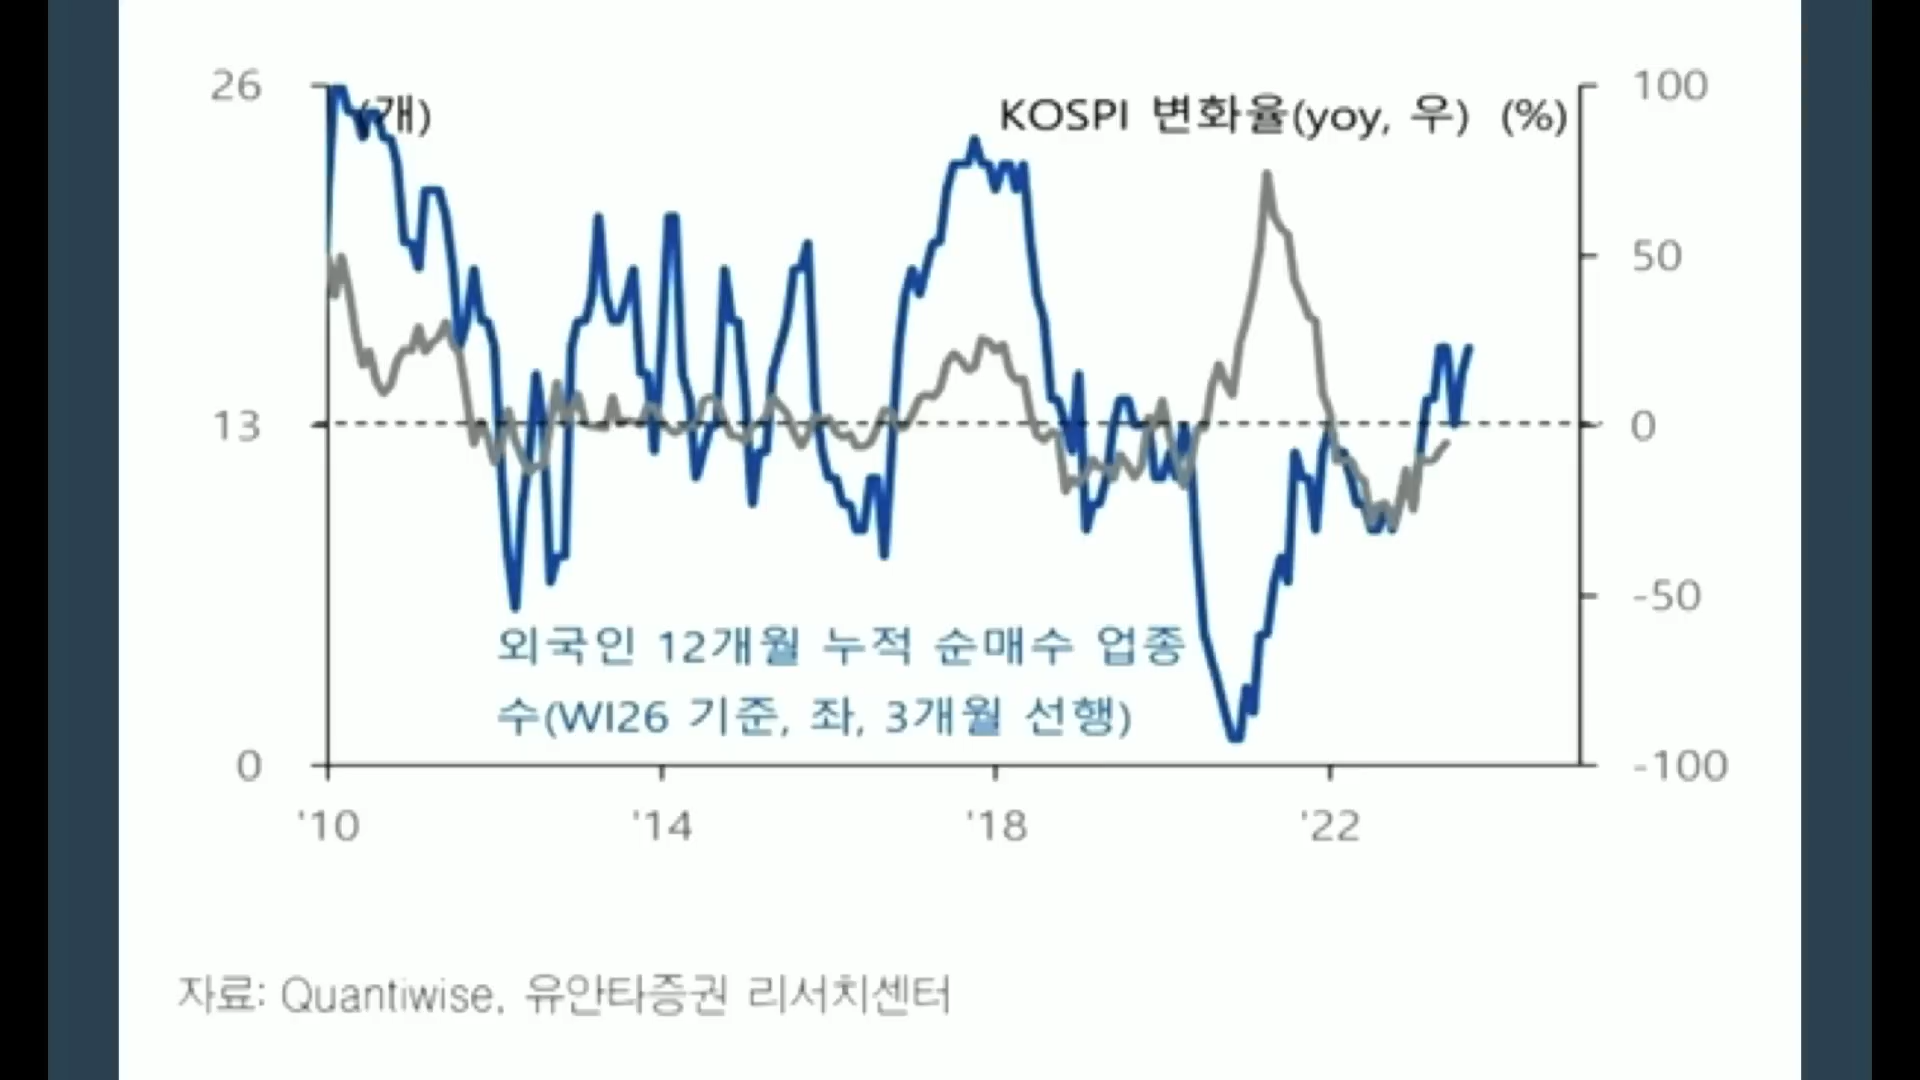 26
100
(개)
KOSPI 변화율(yoy, 우) (%)
50
13
0
-50
외국인 12개월 누적 순매수 업종
수(WI26 기준, 좌, 3개월 선행)
0
-100
'10
'14
'18
'22
자료: Quantiwise, 유안타증권 리서치센터